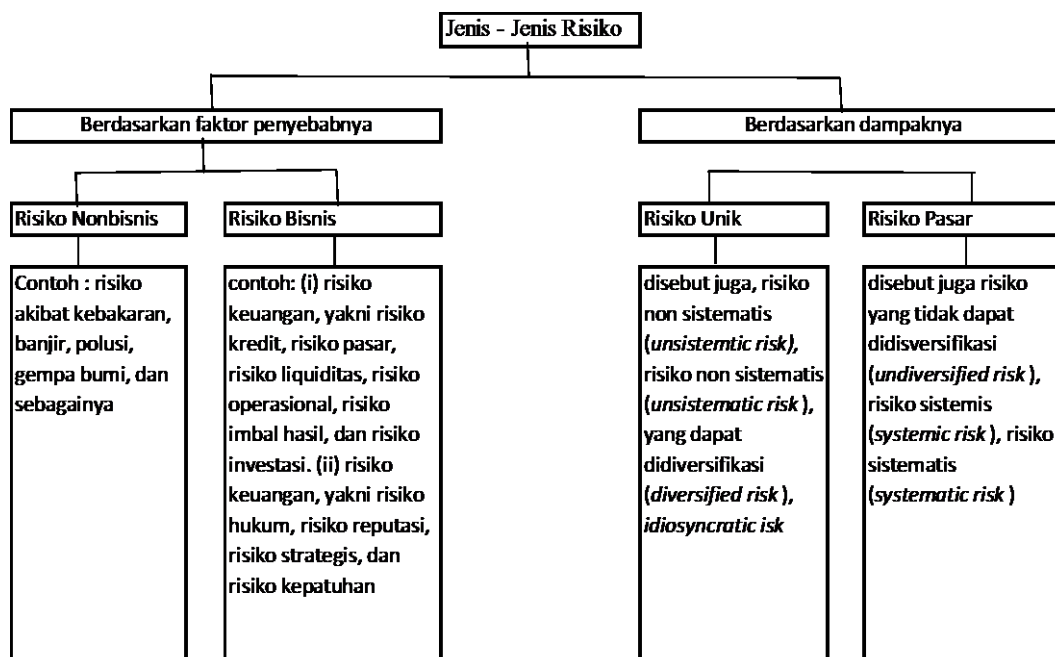 Jenis - Jenis Risiko
Berdasarkan faktor penyebabnya
Berdasarkan dampaknya
Risiko Nonbisnis
Risiko Bisnis
Risiko Unik
Risiko Pasar
Contoh : risiko
akibat kebakaran,
banjir, polusi,
gempa bumi, dan
sebagainya
contoh: (i) risiko
keuangan, yakni risiko
kredit, risiko pasar,
risiko liquiditas, risiko
operasional, risiko
imbal hasil, dan risiko
investasi. (ii) risiko
keuangan, yakni risiko
hukum, risiko reputasi,
risiko strategis, dan
risiko kepatuhan
disebut juga, risiko
non sistematis
(unsistemtic risk),
risiko non sistematis
(unsistematic risk),
yang dapat
didiversifikasi
(diversified risk),
idiosyncratic isk
disebut juga risiko
yang tidak dapat
didisversifikasi
(undiversified risk),
risiko sistemis
(systemic risk), risiko
sistematis
(systematic risk)